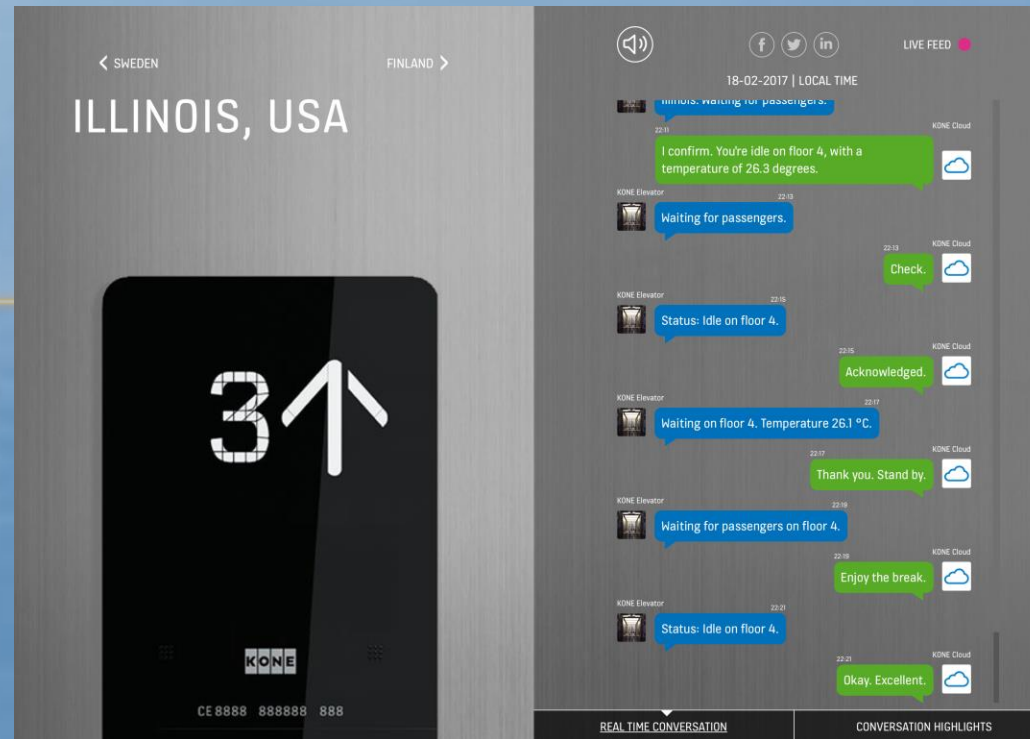 SWEDEN
FINLAND
ILLINOIS, USA
3
KONE
CE 8888 888888 888
f in
LIVE FEED
18-02-2017 | LOCAL TIME
Illinois. Waiting for passengers.
22:11
KONE Cloud
I confirm. You're idle on floor 4, with a
temperature of 26.3 degrees.
KONE Elevator
22:13
Waiting for passengers.
22:13
KONE Cloud
Check.
KONE Elevator
22:15
Status: Idle on floor 4.
22:15
KONE Cloud
Acknowledged.
KONE Elevator
22:17
Waiting on floor 4. Temperature 26.1 °C.
22:17
KONE Cloud
Thank you. Stand by.
KONE Elevator
22:19
Waiting for passengers on floor 4.
22:19
KONE Cloud
Enjoy the break.
KONE Elevator
22:21
Status: Idle on floor 4.
22:21
KONE Cloud
Okay. Excellent.
REAL TIME CONVERSATION
CONVERSATION HIGHLIGHTS